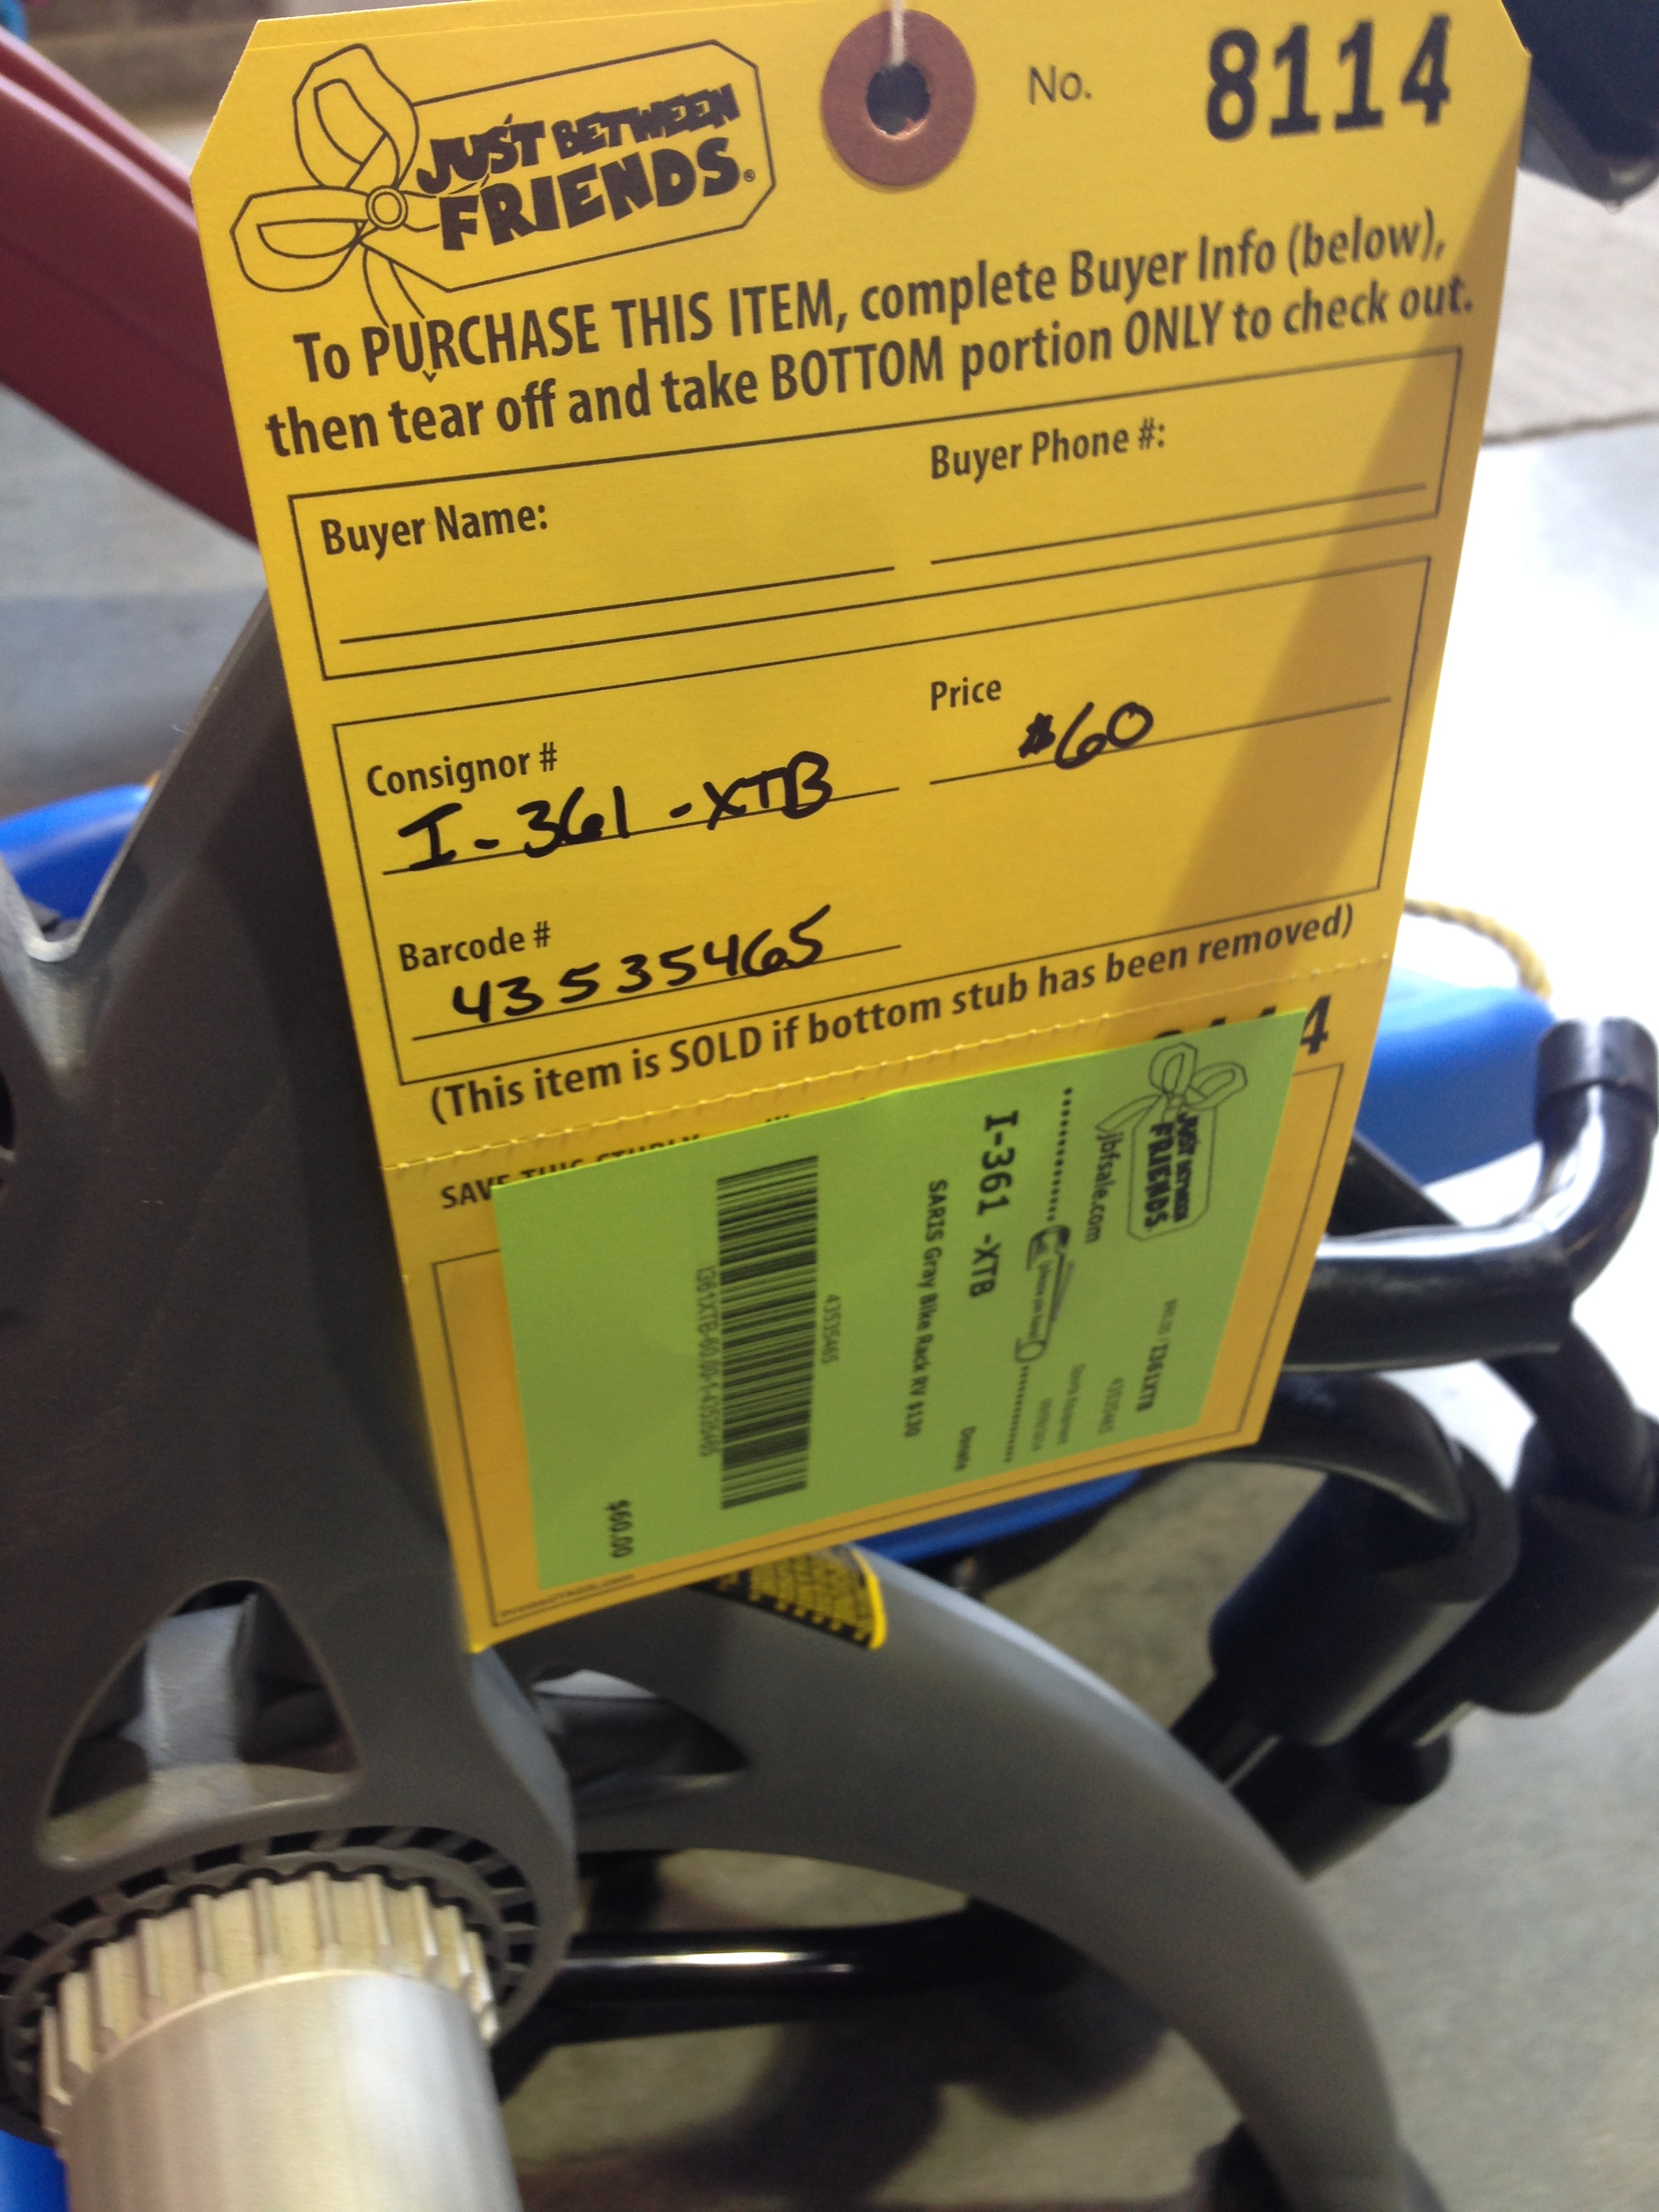 JUST BETWEEN
FRIENDS®
No. 8114
To PURCHASE THIS ITEM, complete Buyer Info (below),
then tear off and take BOTTOM portion ONLY to check out.
Buyer Name:
Buyer Phone #:
Consignor #
I-361-XTB
Price
$60
Barcode #
43535465
(This item is SOLD if bottom stub has been removed)
SAVE THIS
JUST BETWEEN
FRIENDS
jbfsale.com
I-361 -XTB
SARIS Gray Bike Rack RV $130
Donate
43535465
$60.00